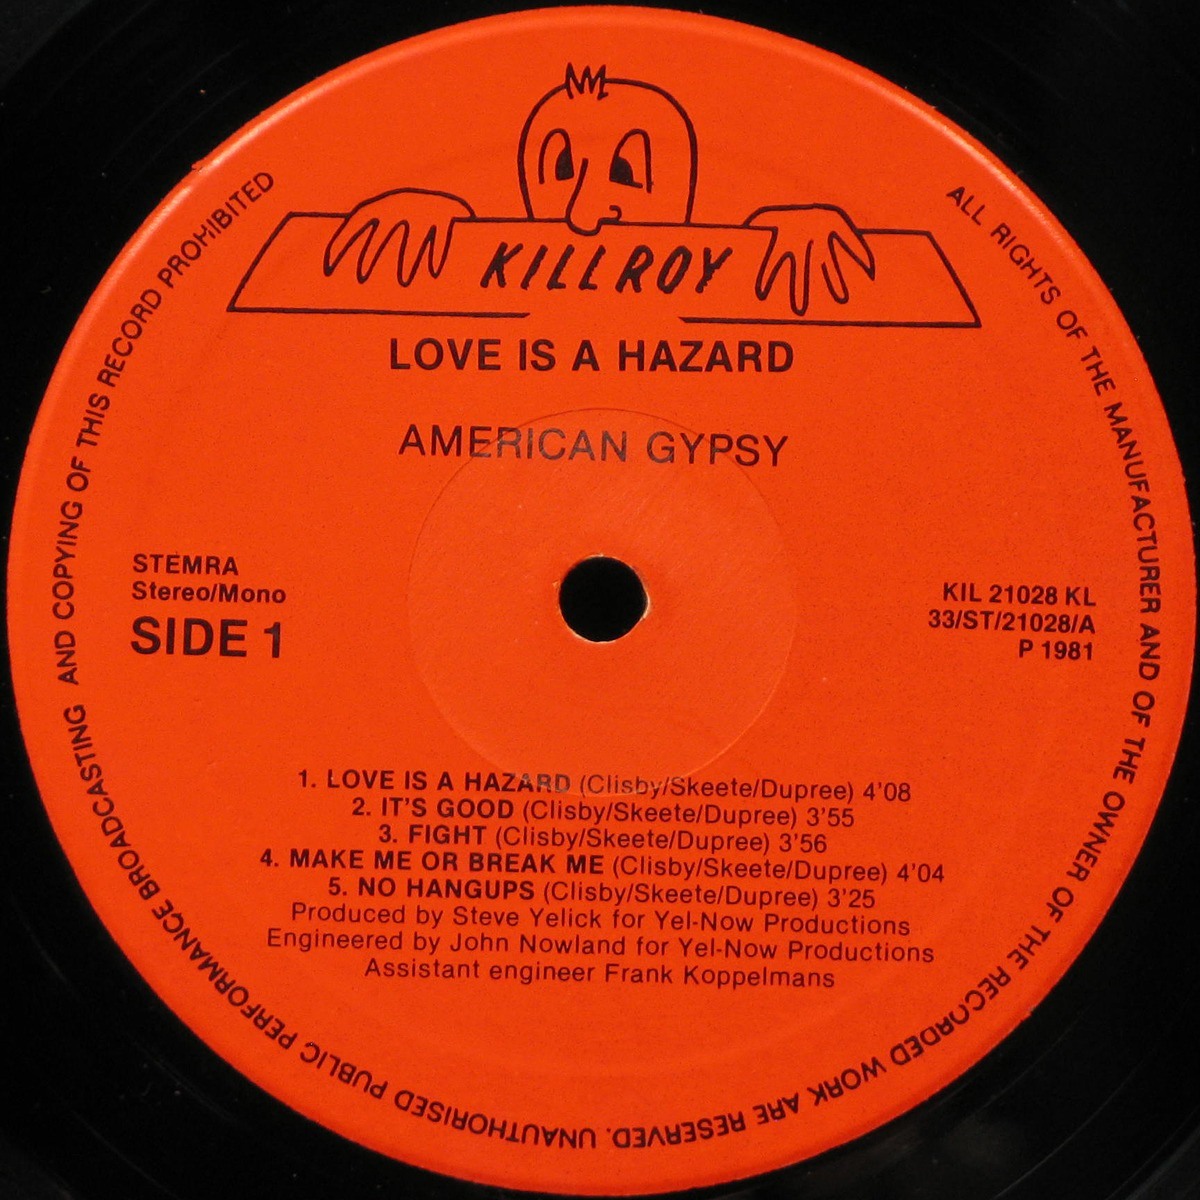 KILLROY
LOVE IS A HAZARD
AMERICAN GYPSY
STEMRA
Stereo/Mono
SIDE 1
KIL 21028 KL
33/ST/21028/A
P 1981
1. LOVE IS A HAZARD (Clisby/Skeete/Dupree) 4'08
2. IT'S GOOD (Clisby/Skeete/Dupree) 3'55
3. FIGHT (Clisby/Skeete/Dupree) 3'56
4. MAKE ME OR BREAK ME (Clisby/Skeete/Dupree) 4'04
5. NO HANGUPS (Clisby/Skeete/Dupree) 3'25
Produced by Steve Yelick for Yel-Now Productions
Engineered by John Nowland for Yel-Now Productions
Assistant engineer Frank Koppelmans
ALL RIGHTS OF THE MANUFACTURER AND OF THE OWNER OF THE RECORDED WORK ARE RESERVED. UNAUTHORISED PUBLIC PERFORMANCE BROADCASTING AND COPYING OF THIS RECORD PROHIBITED